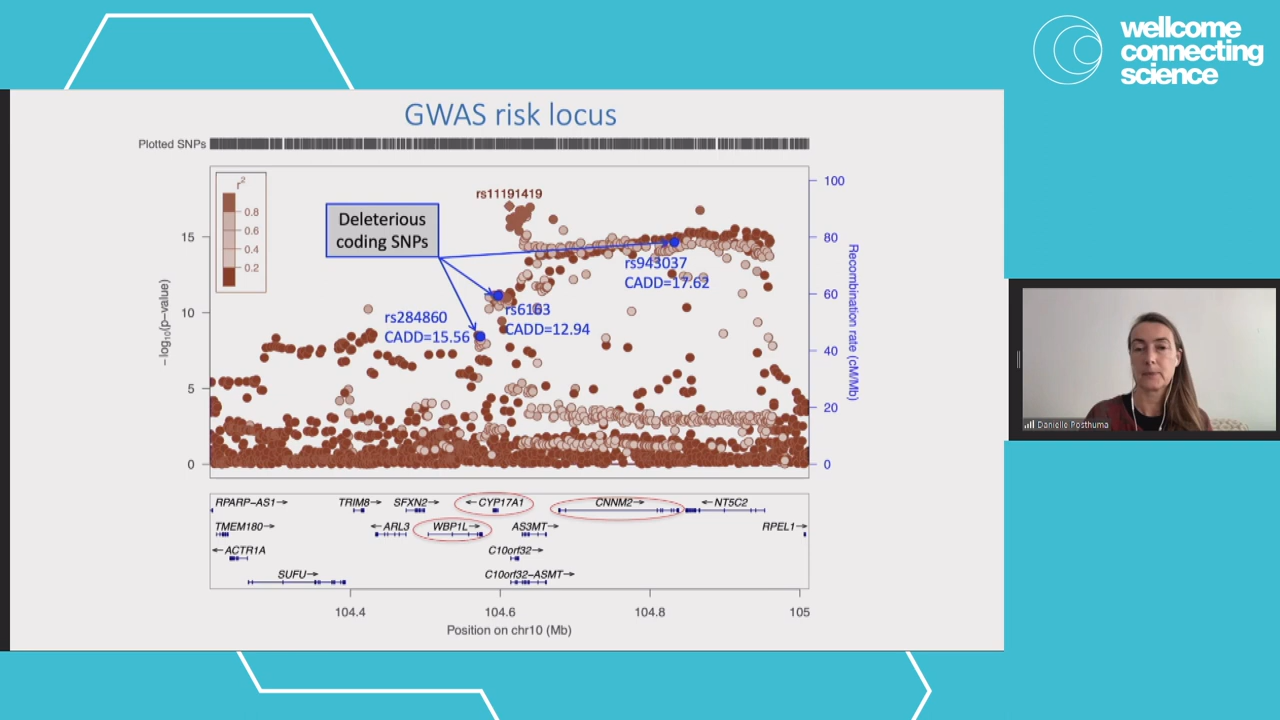 wellcome
connecting
science
GWAS risk locus
Plotted SNPs
r²
0.8
0.6
0.4
0.2
rs11191419
Deleterious
coding SNPs
rs943037
CADD=17.62
rs6163
CADD=12.94
rs284860
CADD=15.56
15
10
5
0
−log₁₀(p−value)
100
80
60
40
20
0
Recombination rate (cM/Mb)
RPARP−AS1→
TRIM8→
SFXN2→
←CYP17A1
CNNM2→
←NT5C2
TMEM180→
←ARL3
WBP1L→
AS3MT→
RPEL1→
←ACTR1A
C10orf32→
SUFU→
C10orf32−ASMT→
104.4
104.6
104.8
105
Position on chr10 (Mb)
Danielle Posthuma